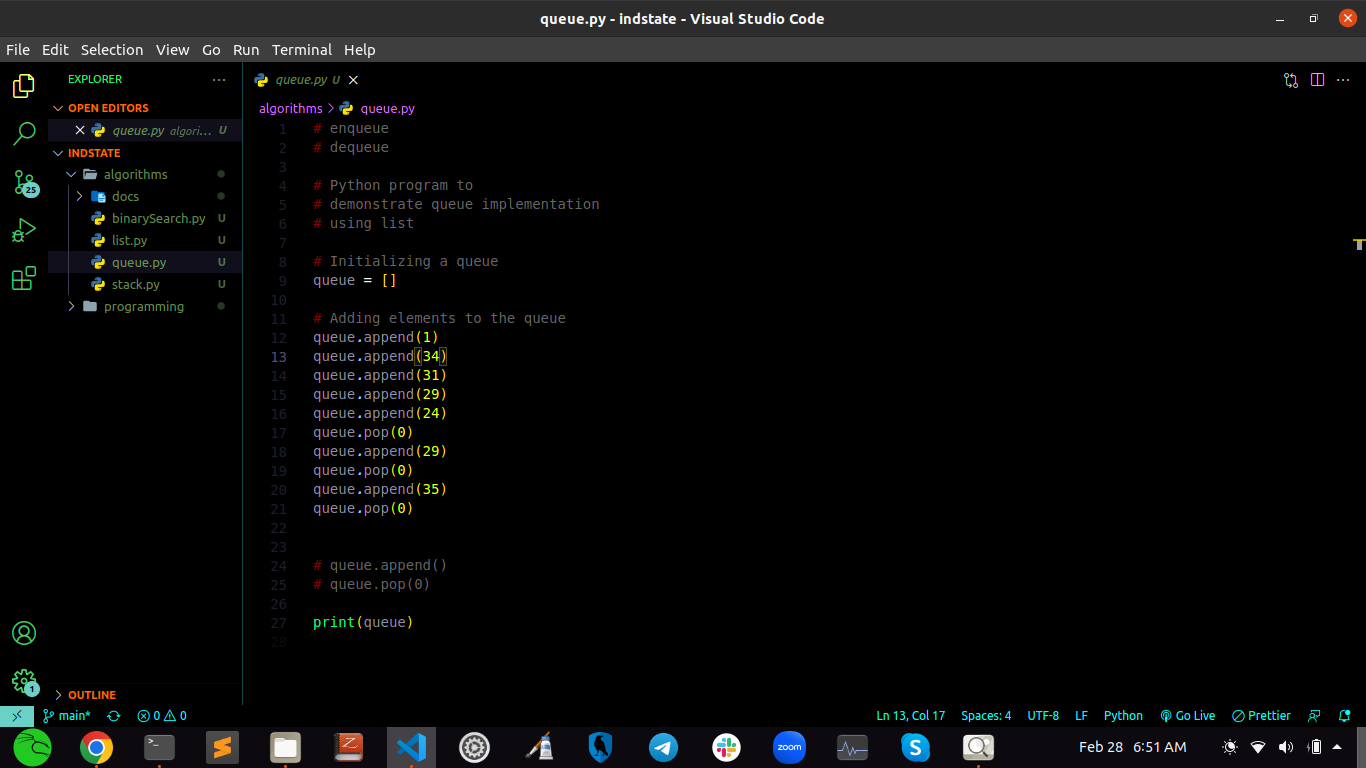 queue.py - indstate - Visual Studio Code
File Edit Selection View Go Run Terminal Help
EXPLORER
OPEN EDITORS
queue.py algori... U
INDSTATE
algorithms
docs
binarySearch.py U
list.py U
queue.py U
stack.py U
programming
OUTLINE
queue.py U
algorithms > queue.py
1 # enqueue
2 # dequeue
3
4 # Python program to
5 # demonstrate queue implementation
6 # using list
7
8 # Initializing a queue
9 queue = []
10
11 # Adding elements to the queue
12 queue.append(1)
13 queue.append(34)
14 queue.append(31)
15 queue.append(29)
16 queue.append(24)
17 queue.pop(0)
18 queue.append(29)
19 queue.pop(0)
20 queue.append(35)
21 queue.pop(0)
22
23
24 # queue.append()
25 # queue.pop(0)
26
27 print(queue)
28
25
1
main* 0 0 Ln 13, Col 17 Spaces: 4 UTF-8 LF Python Go Live Prettier
zoom
Feb 28 6:51 AM